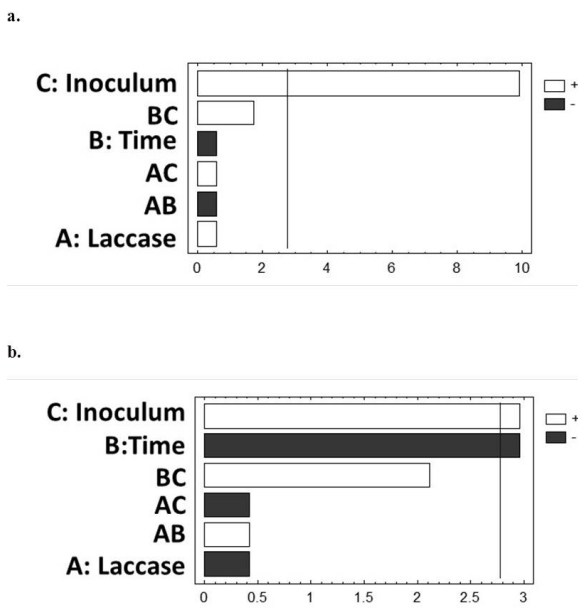 a.
C: Inoculum
+
BC
-
B: Time
AC
AB
A: Laccase
0 2 4 6 8 10
b.
C: Inoculum
+
B:Time
-
BC
AC
AB
A: Laccase
0 0.5 1 1.5 2 2.5 3